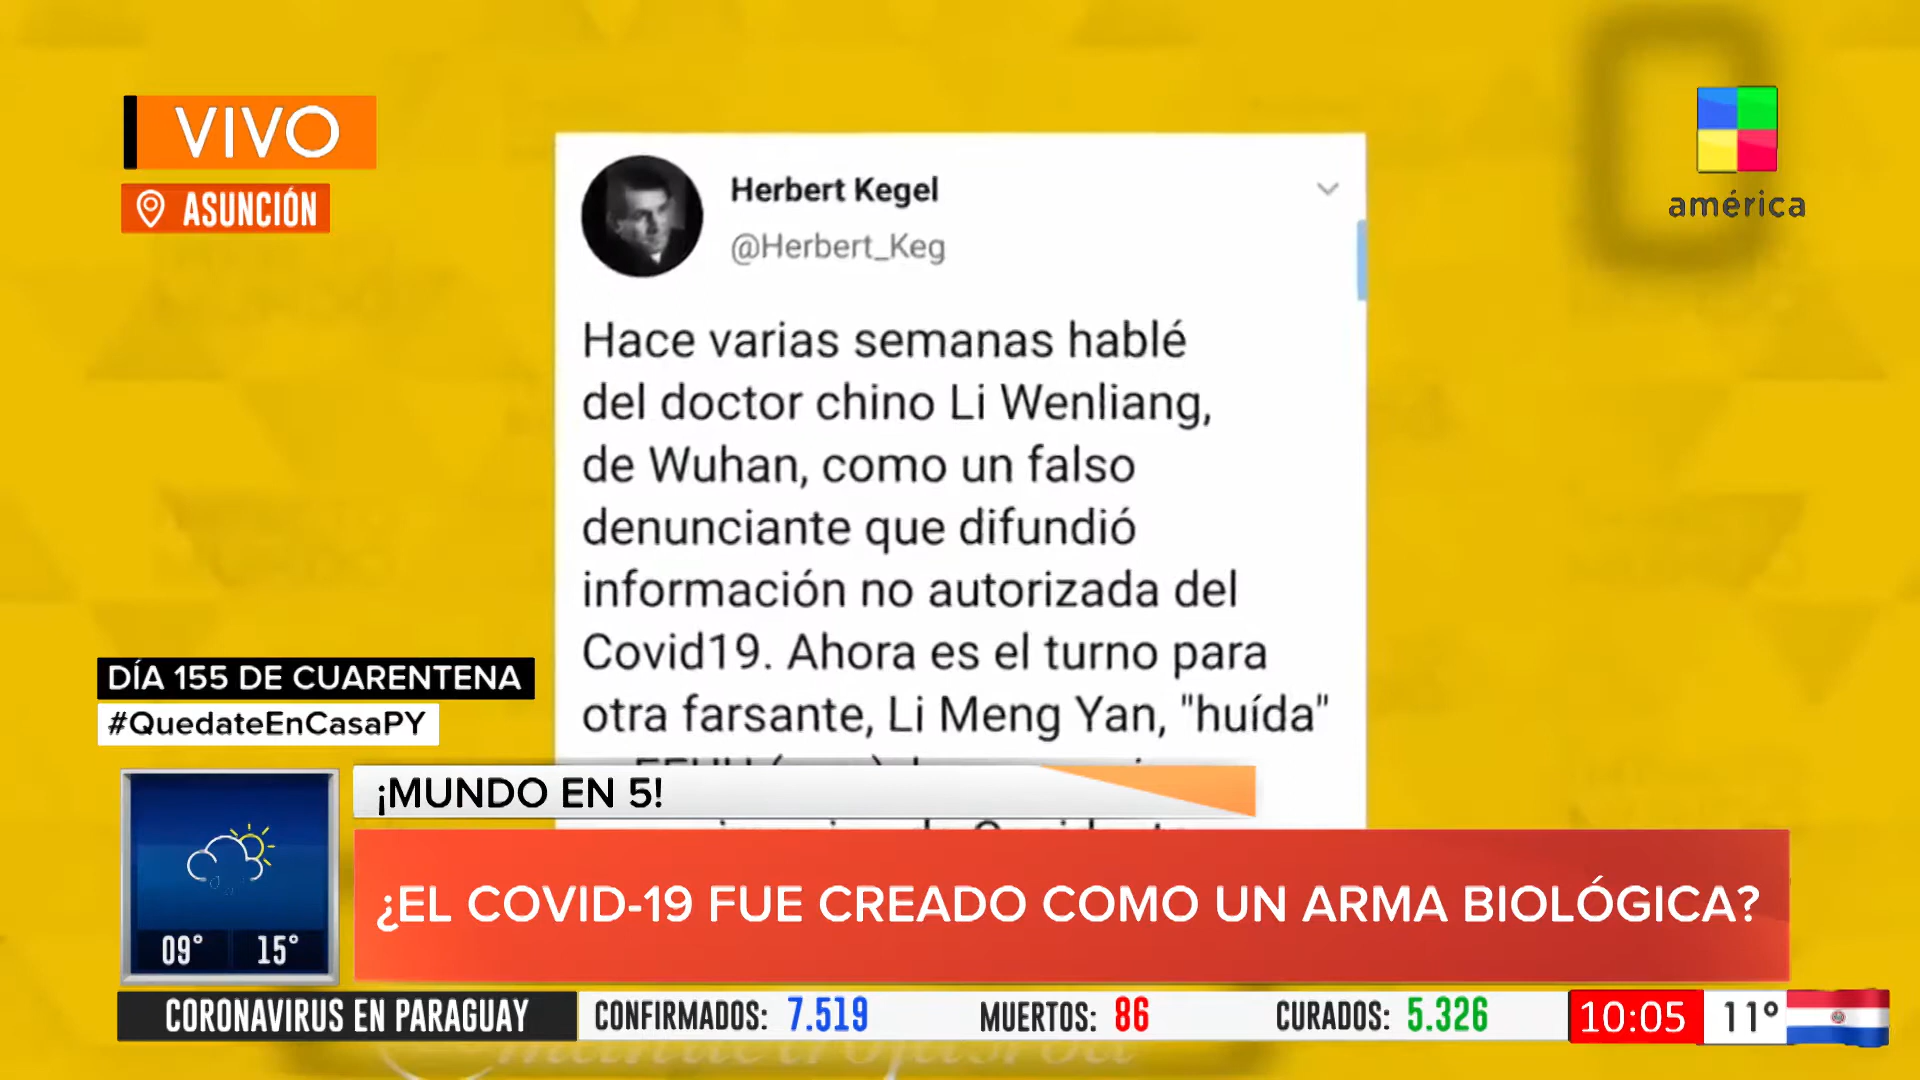 VIVO
ASUNCIÓN
américa
Herbert Kegel
@Herbert_Keg
Hace varias semanas hablé
del doctor chino Li Wenliang,
de Wuhan, como un falso
denunciante que difundió
información no autorizada del
Covid19. Ahora es el turno para
otra farsante, Li Meng Yan, "huída"
DÍA 155 DE CUARENTENA
#QuedateEnCasaPY
¡MUNDO EN 5!
¿EL COVID-19 FUE CREADO COMO UN ARMA BIOLÓGICA?
09° 15°
CORONAVIRUS EN PARAGUAY CONFIRMADOS: 7.519 MUERTOS: 86 CURADOS: 5.326 10:05 11°